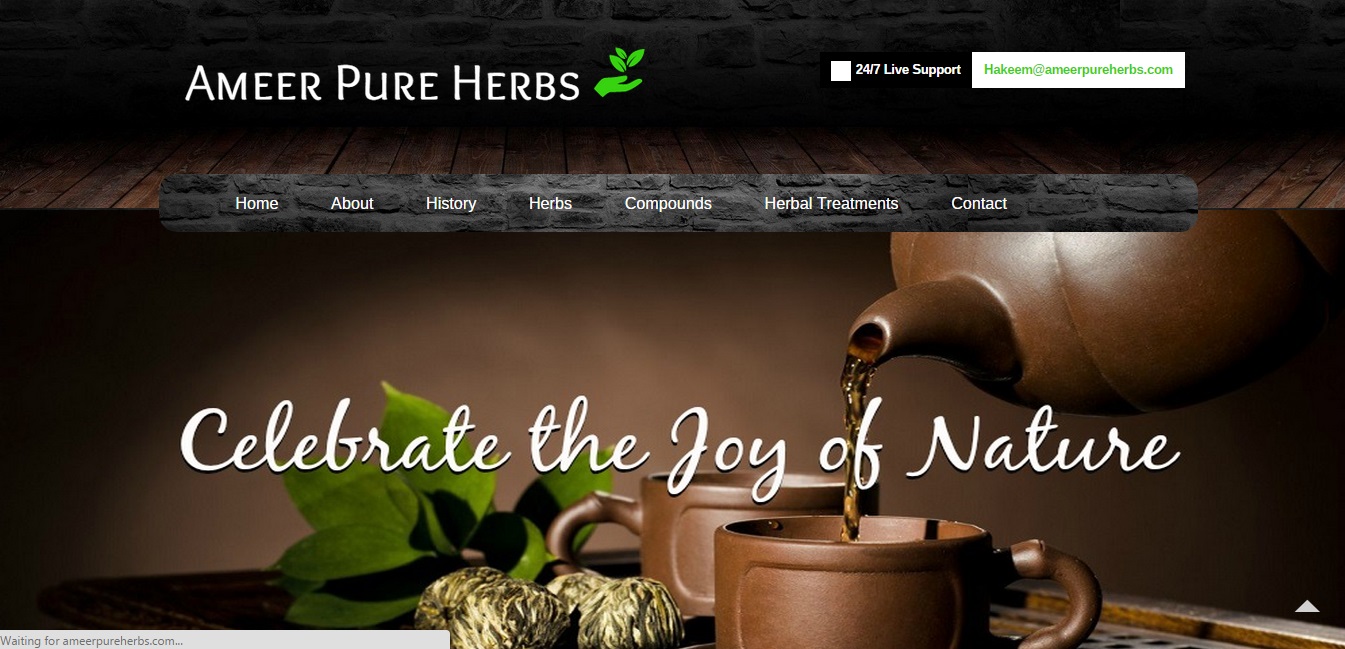 AMEER PURE HERBS
24/7 Live Support
Hakeem@ameerpureherbs.com
Home About History Herbs Compounds Herbal Treatments Contact
Celebrate the Joy of Nature
Waiting for ameerpureherbs.com...